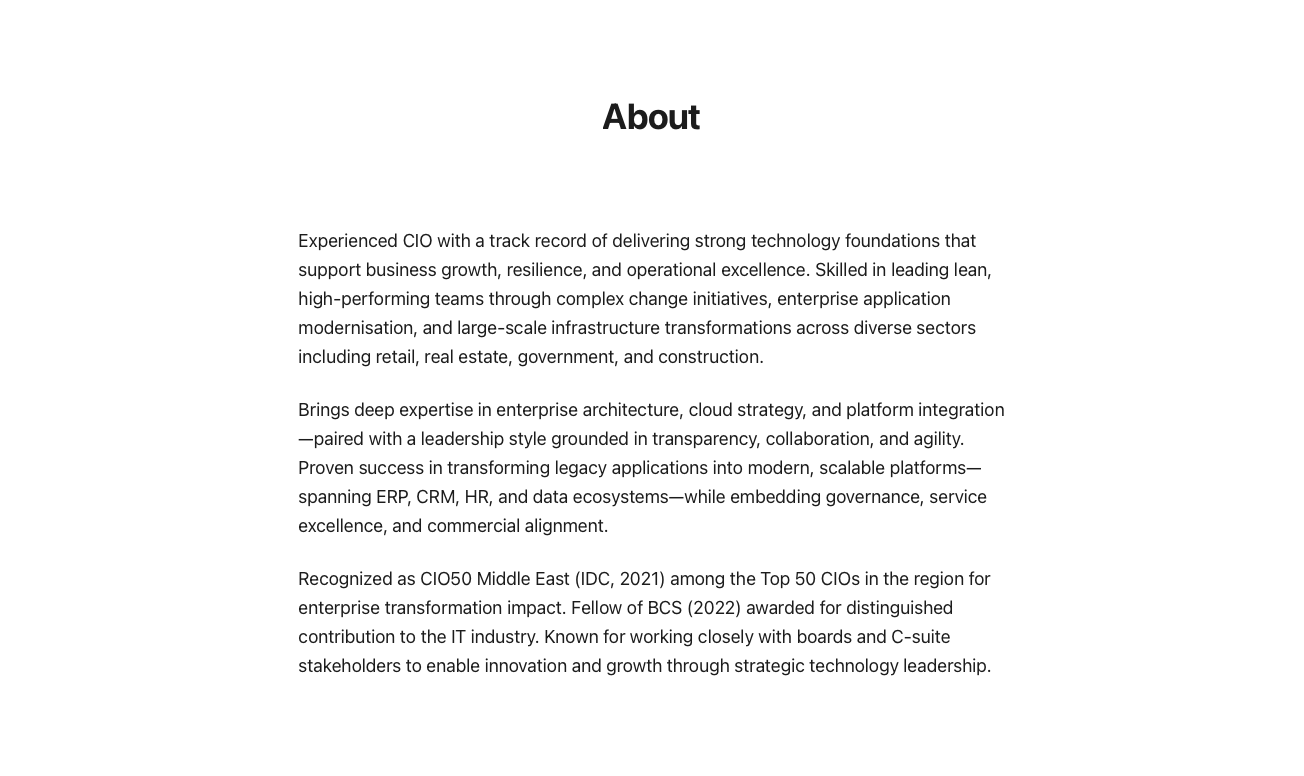 About
Experienced CIO with a track record of delivering strong technology foundations that
support business growth, resilience, and operational excellence. Skilled in leading lean,
high-performing teams through complex change initiatives, enterprise application
modernisation, and large-scale infrastructure transformations across diverse sectors
including retail, real estate, government, and construction.
Brings deep expertise in enterprise architecture, cloud strategy, and platform integration
—paired with a leadership style grounded in transparency, collaboration, and agility.
Proven success in transforming legacy applications into modern, scalable platforms—
spanning ERP, CRM, HR, and data ecosystems—while embedding governance, service
excellence, and commercial alignment.
Recognized as CIO50 Middle East (IDC, 2021) among the Top 50 CIOs in the region for
enterprise transformation impact. Fellow of BCS (2022) awarded for distinguished
contribution to the IT industry. Known for working closely with boards and C-suite
stakeholders to enable innovation and growth through strategic technology leadership.